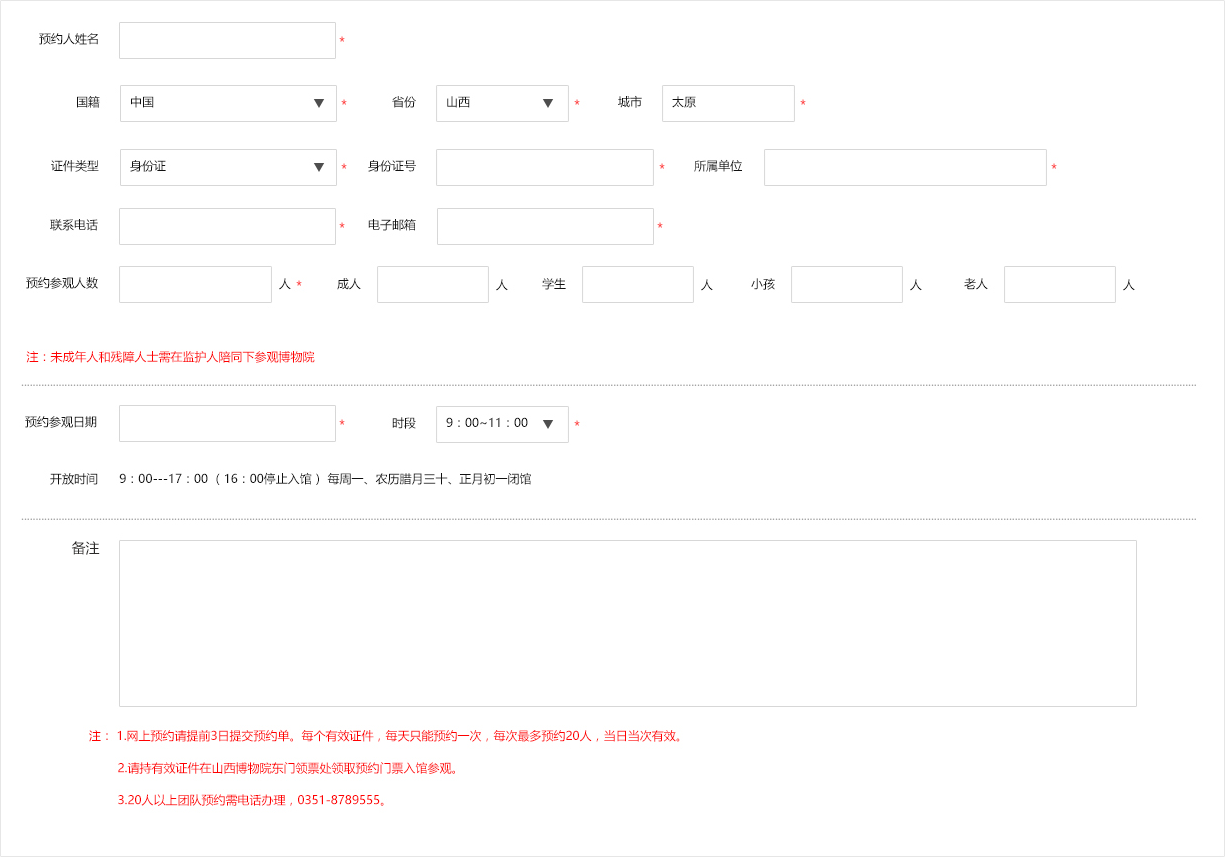 预约人姓名 *
国籍 中国 ▼ * 省份 山西 ▼ * 城市 太原 *
证件类型 身份证 ▼ * 身份证号 * 所属单位 *
联系电话 * 电子邮箱 *
预约参观人数 人 * 成人 人 学生 人 小孩 人 老人 人
注：未成年人和残障人士需在监护人陪同下参观博物院
预约参观日期 * 时段 9：00~11：00 ▼ *
开放时间 9：00---17：00（16：00停止入馆）每周一、农历腊月三十、正月初一闭馆
备注
注： 1.网上预约请提前3日提交预约单。每个有效证件，每天只能预约一次，每次最多预约20人，当日当次有效。
2.请持有效证件在山西博物院东门领票处领取预约门票入馆参观。
3.20人以上团队预约需电话办理，0351-8789555。